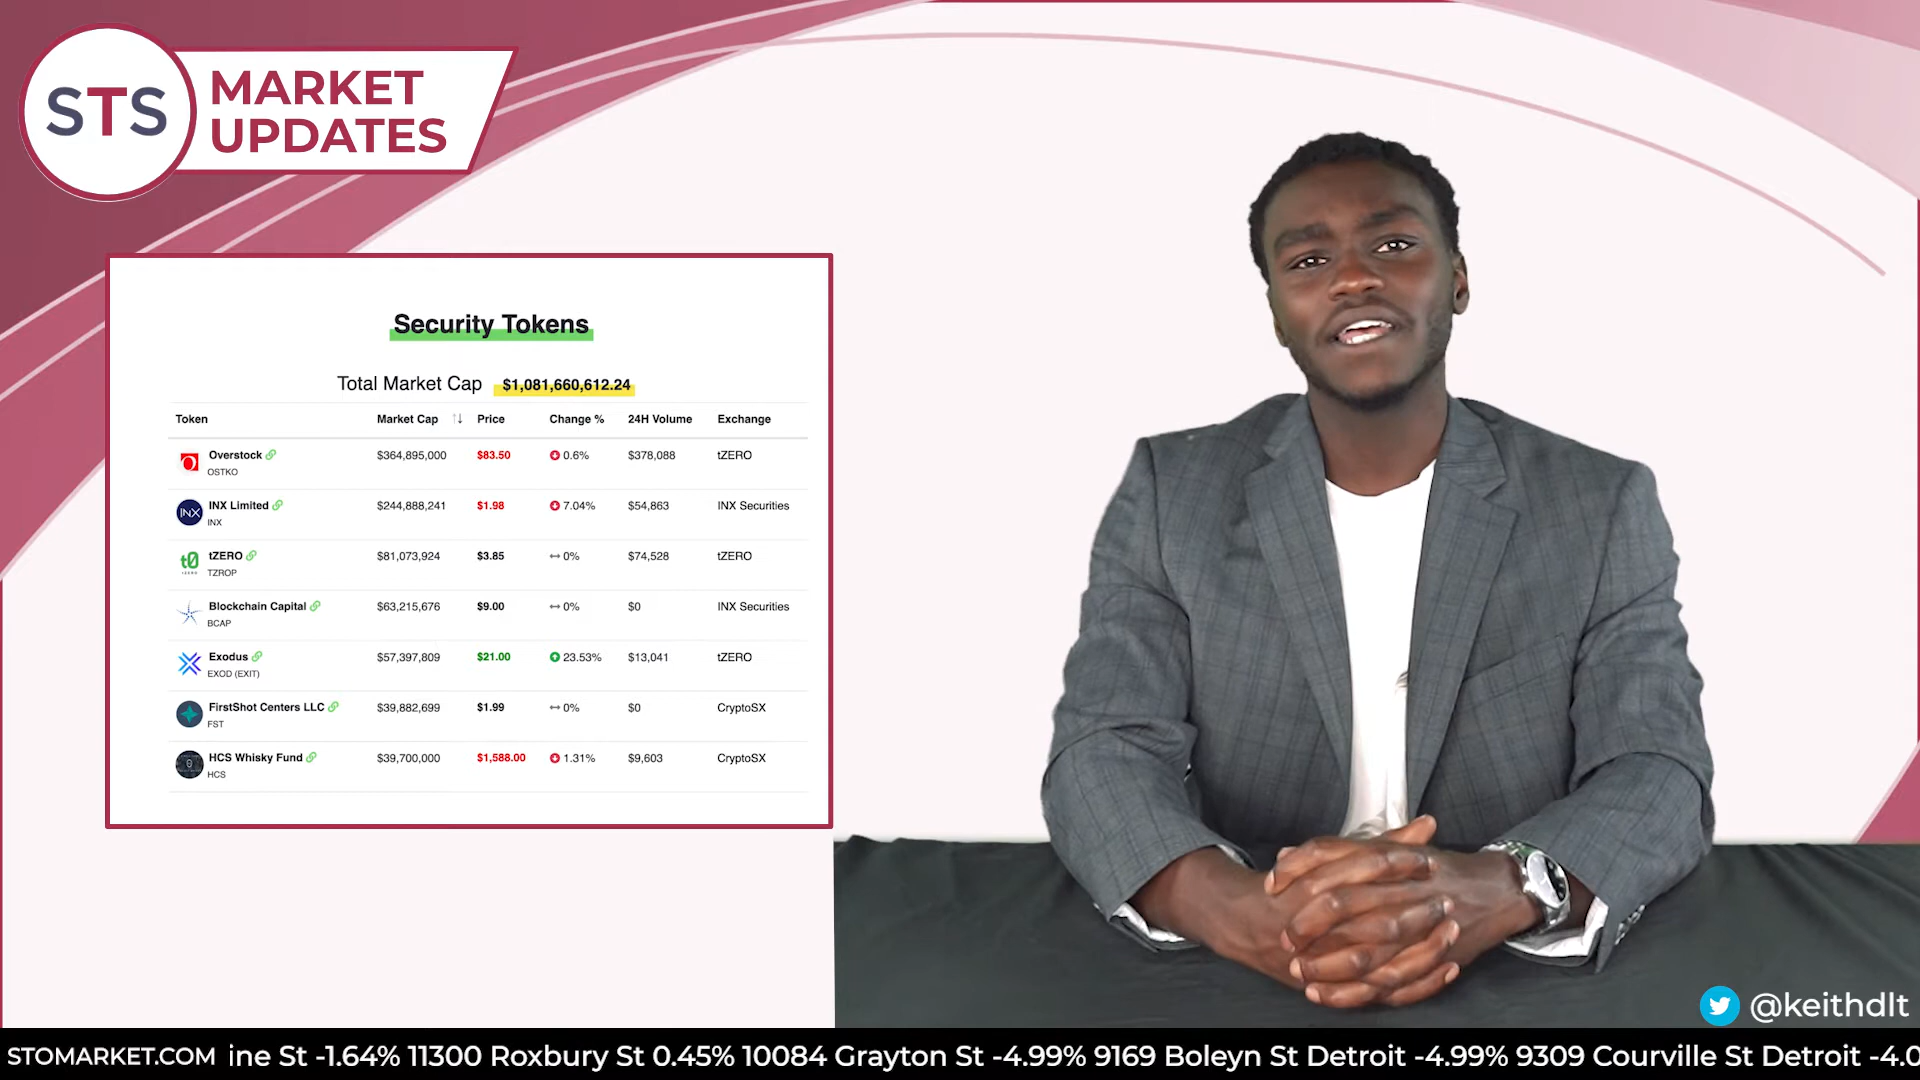 STS
MARKET
UPDATES
Security Tokens
Total Market Cap $1,081,660,612.24
Token Market Cap ↑↓ Price Change % 24H Volume Exchange
Overstock $364,895,000 $83.50 0.6% $378,088 tZERO
OSTKO
INX INX Limited $244,888,241 $1.98 7.04% $54,863 INX Securities
INX
t0 tZERO $81,073,924 $3.85 ↔ 0% $74,528 tZERO
TZROP
Blockchain Capital $63,215,676 $9.00 ↔ 0% $0 INX Securities
BCAP
Exodus $57,397,809 $21.00 23.53% $13,041 tZERO
EXOD (EXIT)
FirstShot Centers LLC $39,882,699 $1.99 ↔ 0% $0 CryptoSX
FST
HCS Whisky Fund $39,700,000 $1,588.00 1.31% $9,603 CryptoSX
HCS
@keithdlt
STOMARKET.COM ine St -1.64% 11300 Roxbury St 0.45% 10084 Grayton St -4.99% 9169 Boleyn St Detroit -4.99% 9309 Courville St Detroit -4.0